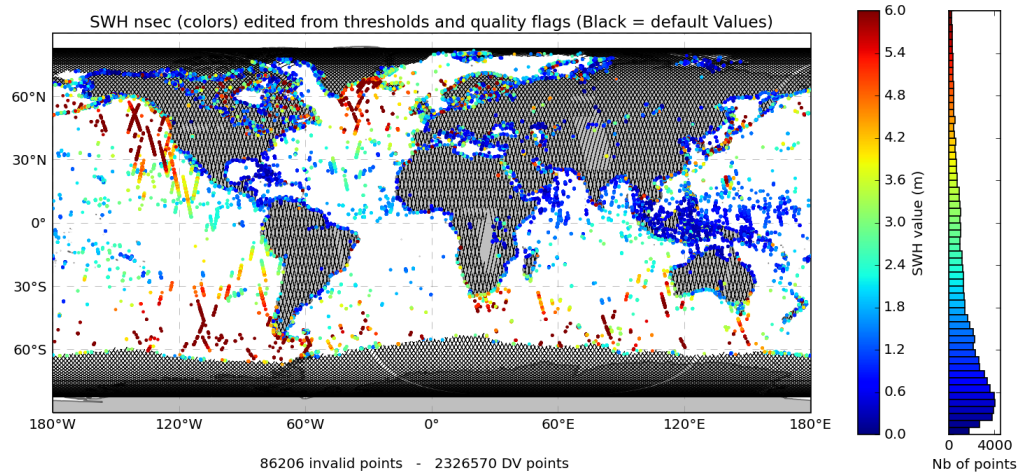 SWH nsec (colors) edited from thresholds and quality flags (Black = default Values)
60°N
30°N
0°
30°S
60°S
180°W 120°W 60°W 0° 60°E 120°E 180°E
86206 invalid points - 2326570 DV points
6.0
5.4
4.8
4.2
3.6
3.0
2.4
1.8
1.2
0.6
0.0
SWH value (m)
0 4000
Nb of points